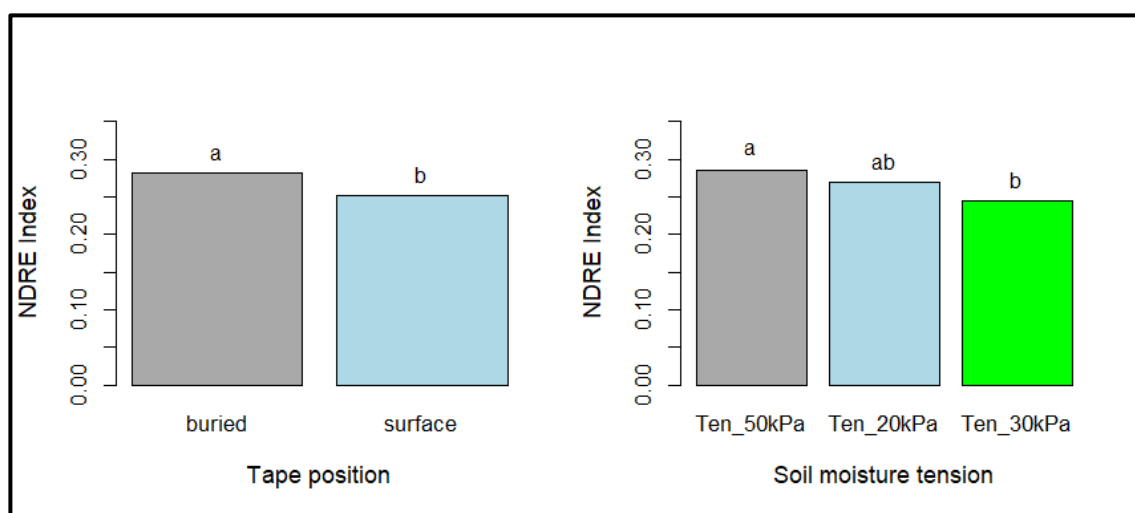 NDRE Index
0.30
0.20
0.10
0.00
a
b
buried
surface
Tape position
NDRE Index
0.30
0.20
0.10
0.00
a
ab
b
Ten_50kPa
Ten_20kPa
Ten_30kPa
Soil moisture tension